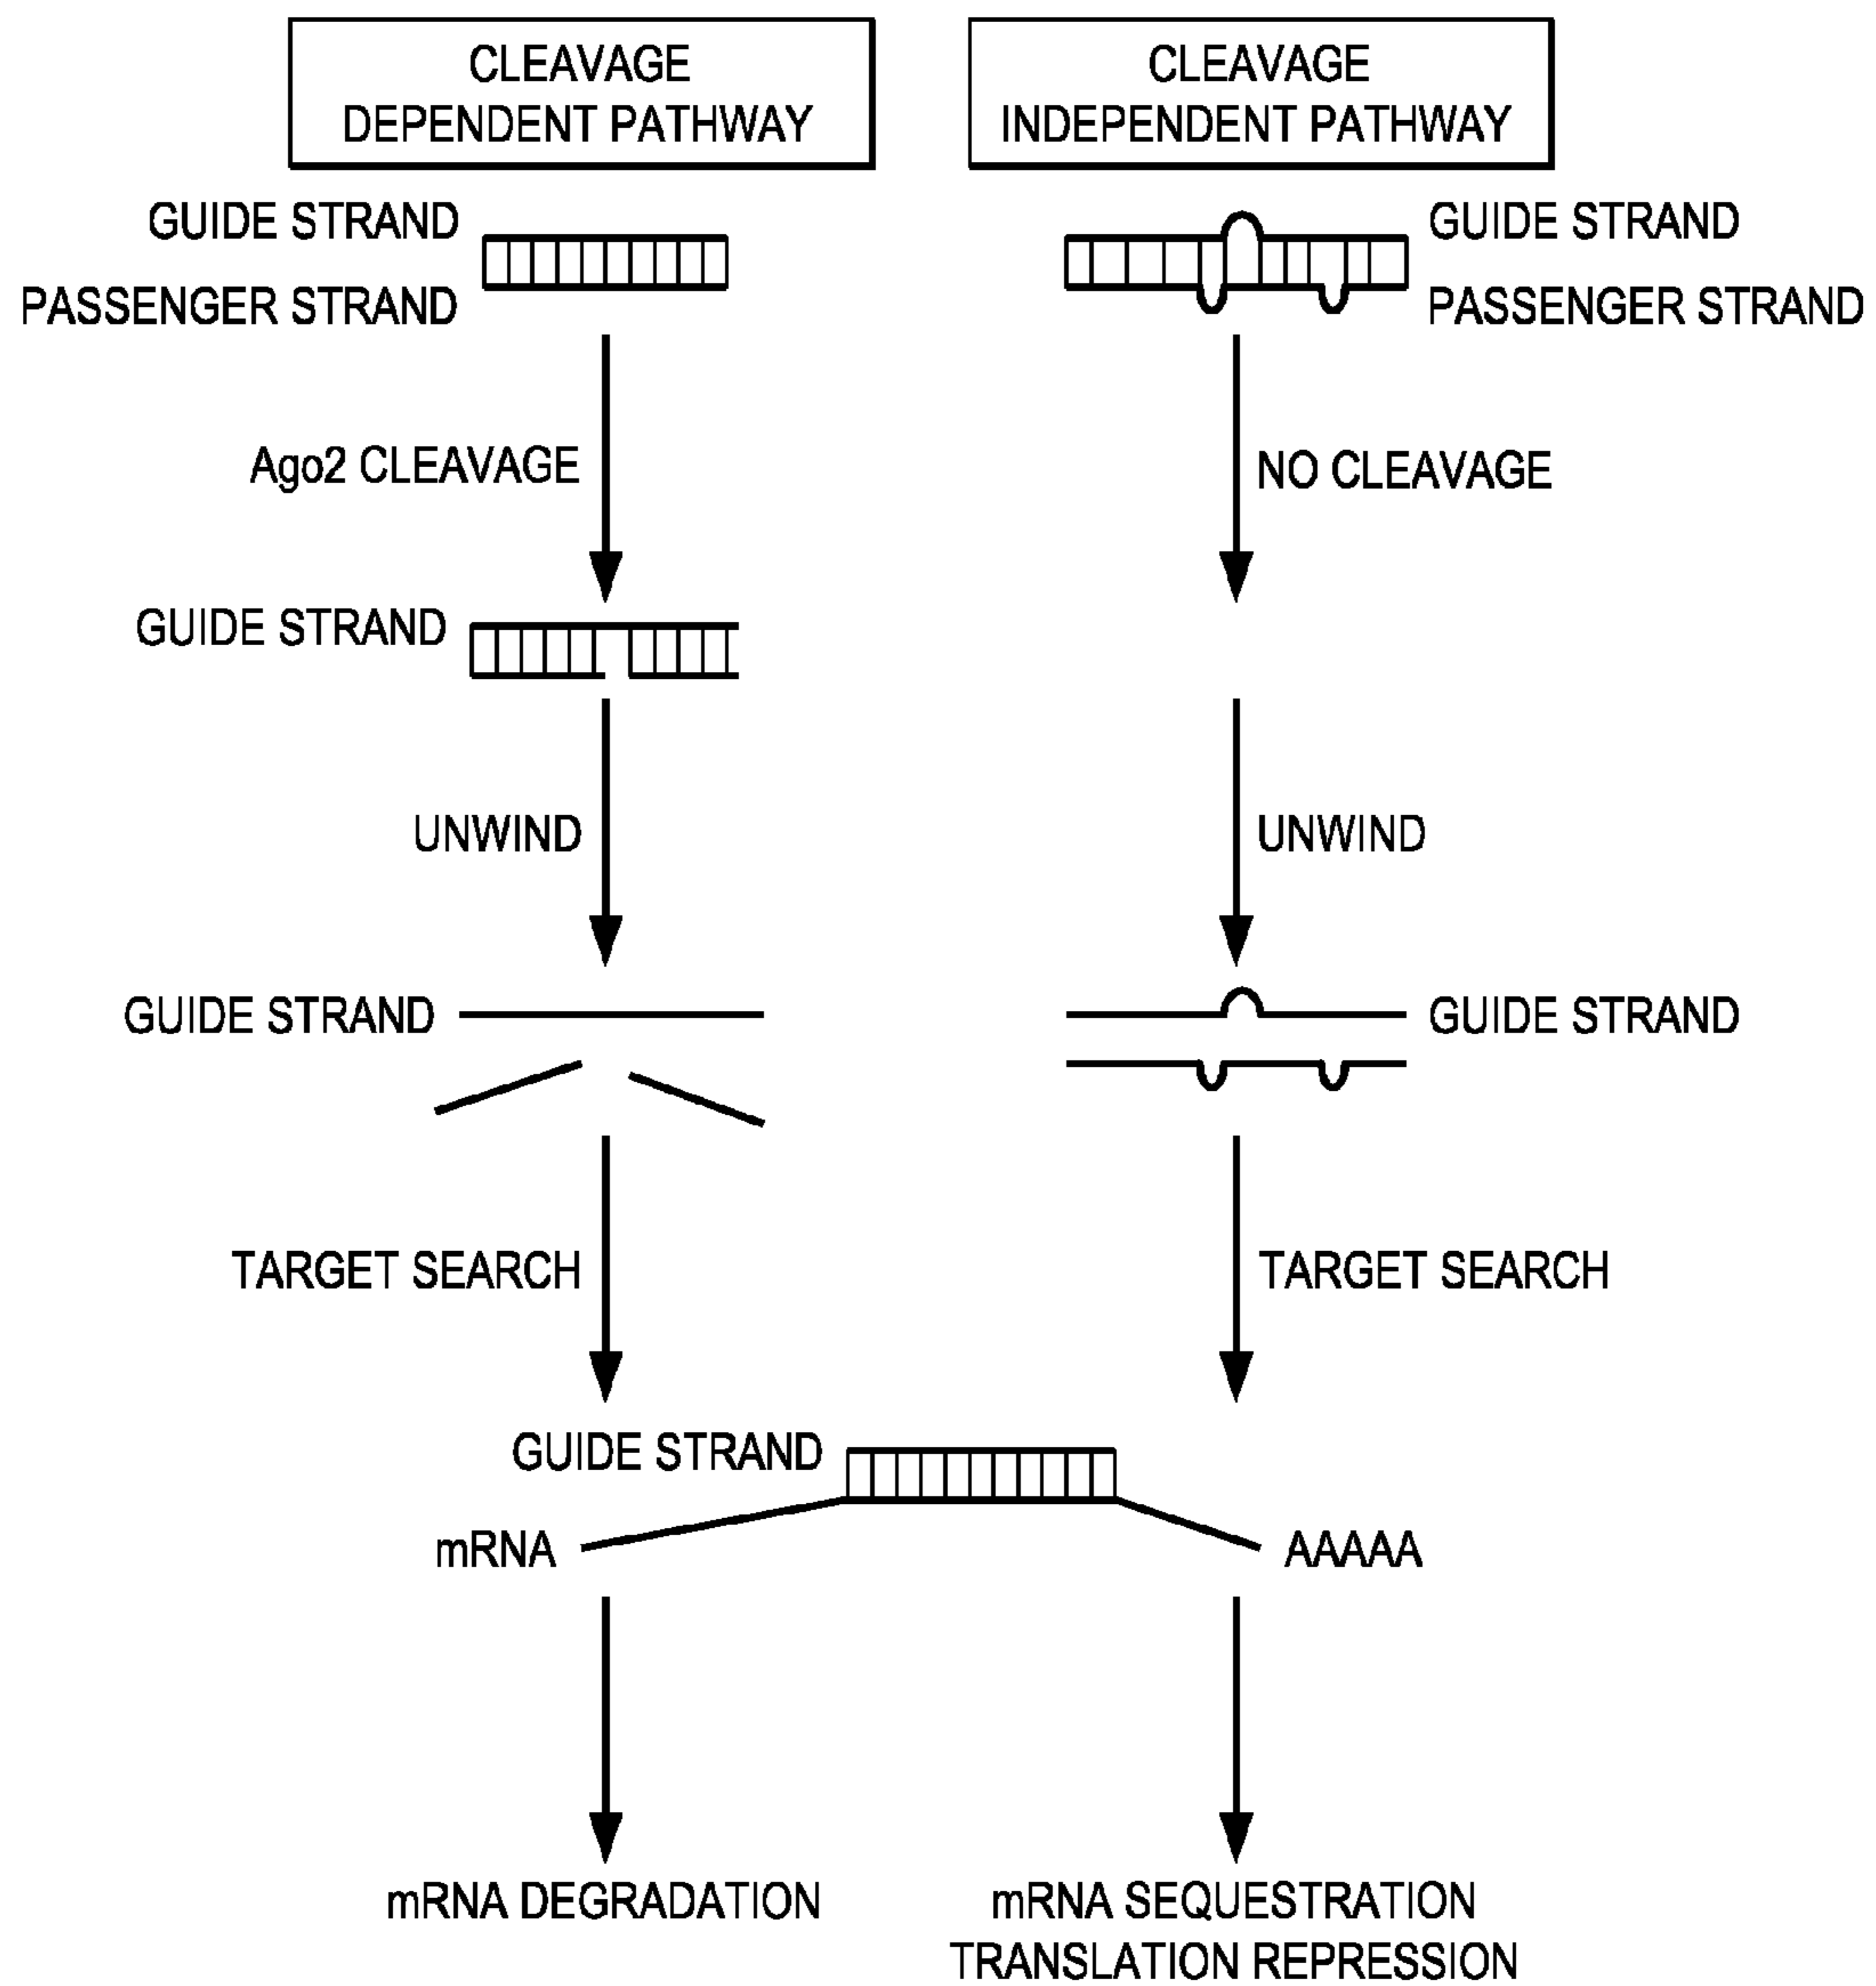 CLEAVAGE
DEPENDENT PATHWAY
CLEAVAGE
INDEPENDENT PATHWAY
GUIDE STRAND
PASSENGER STRAND
GUIDE STRAND
PASSENGER STRAND
Ago2 CLEAVAGE
NO CLEAVAGE
GUIDE STRAND
UNWIND
UNWIND
GUIDE STRAND
GUIDE STRAND
TARGET SEARCH
TARGET SEARCH
GUIDE STRAND
mRNA
AAAAA
mRNA DEGRADATION
mRNA SEQUESTRATION
TRANSLATION REPRESSION